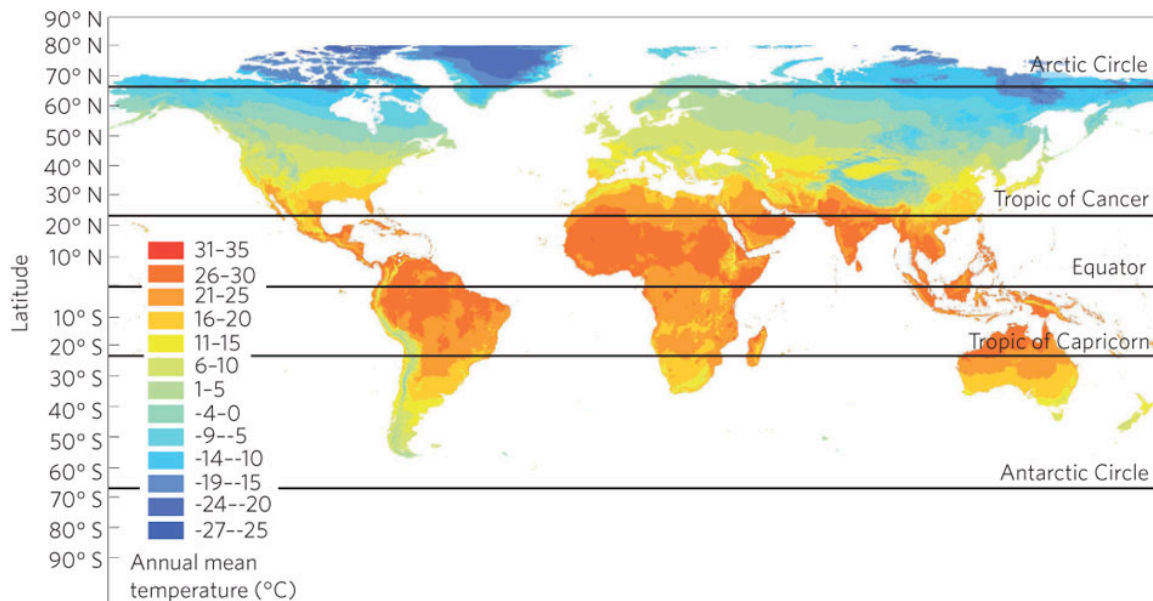 90° N
80° N
70° N
60° N
50° N
40° N
30° N
20° N
10° N
10° S
20° S
30° S
40° S
50° S
60° S
70° S
80° S
90° S
Latitude
Arctic Circle
Tropic of Cancer
Equator
Tropic of Capricorn
Antarctic Circle
31–35
26–30
21–25
16–20
11–15
6–10
1–5
-4–0
-9–-5
-14–-10
-19–-15
-24–-20
-27–-25
Annual mean
temperature (°C)